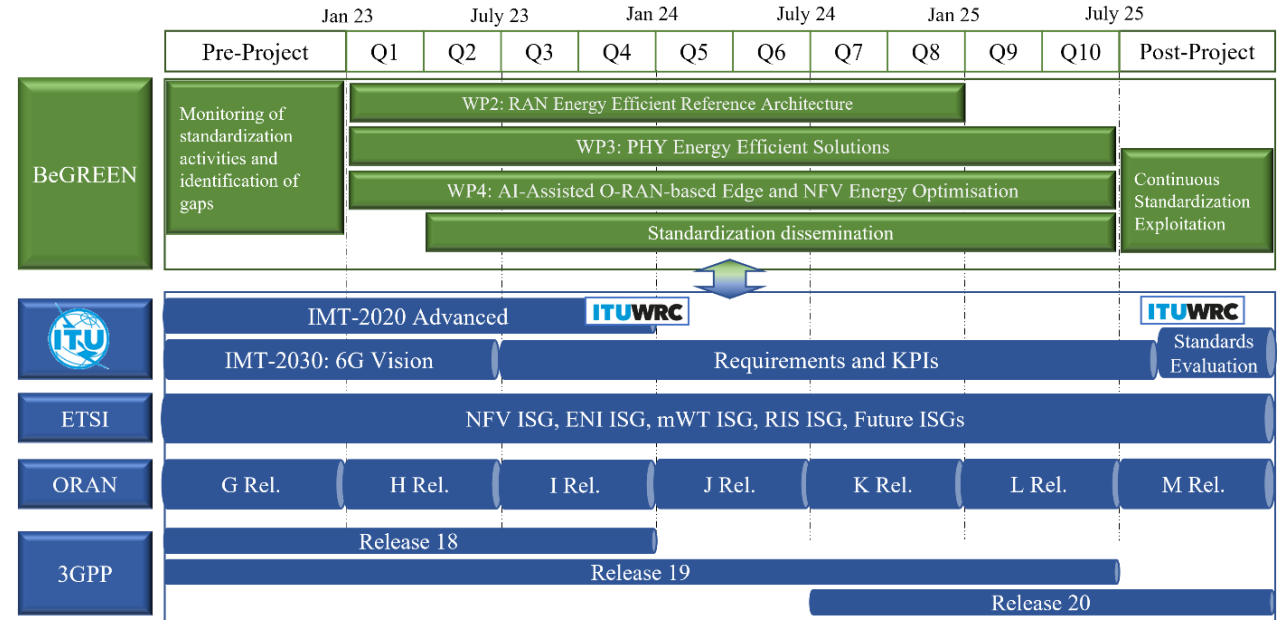 Jan 23
July 23
Jan 24
July 24
Jan 25
July 25
Pre-Project
Q1
Q2
Q3
Q4
Q5
Q6
Q7
Q8
Q9
Q10
Post-Project
BeGREEN
Monitoring of
standardization
activities and
identification of
gaps
WP2: RAN Energy Efficient Reference Architecture
WP3: PHY Energy Efficient Solutions
WP4: AI-Assisted O-RAN-based Edge and NFV Energy Optimisation
Standardization dissemination
Continuous
Standardization
Exploitation
ITU
IMT-2020 Advanced
ITUWRC
ITUWRC
IMT-2030: 6G Vision
Requirements and KPIs
Standards
Evaluation
ETSI
NFV ISG, ENI ISG, mWT ISG, RIS ISG, Future ISGs
ORAN
G Rel.
H Rel.
I Rel.
J Rel.
K Rel.
L Rel.
M Rel.
3GPP
Release 18
Release 19
Release 20